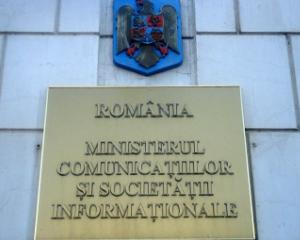 ROMÂNIA
MINISTERUL
COMUNICAȚIILOR
ȘI SOCIETĂȚII
INFORMAȚIONALE